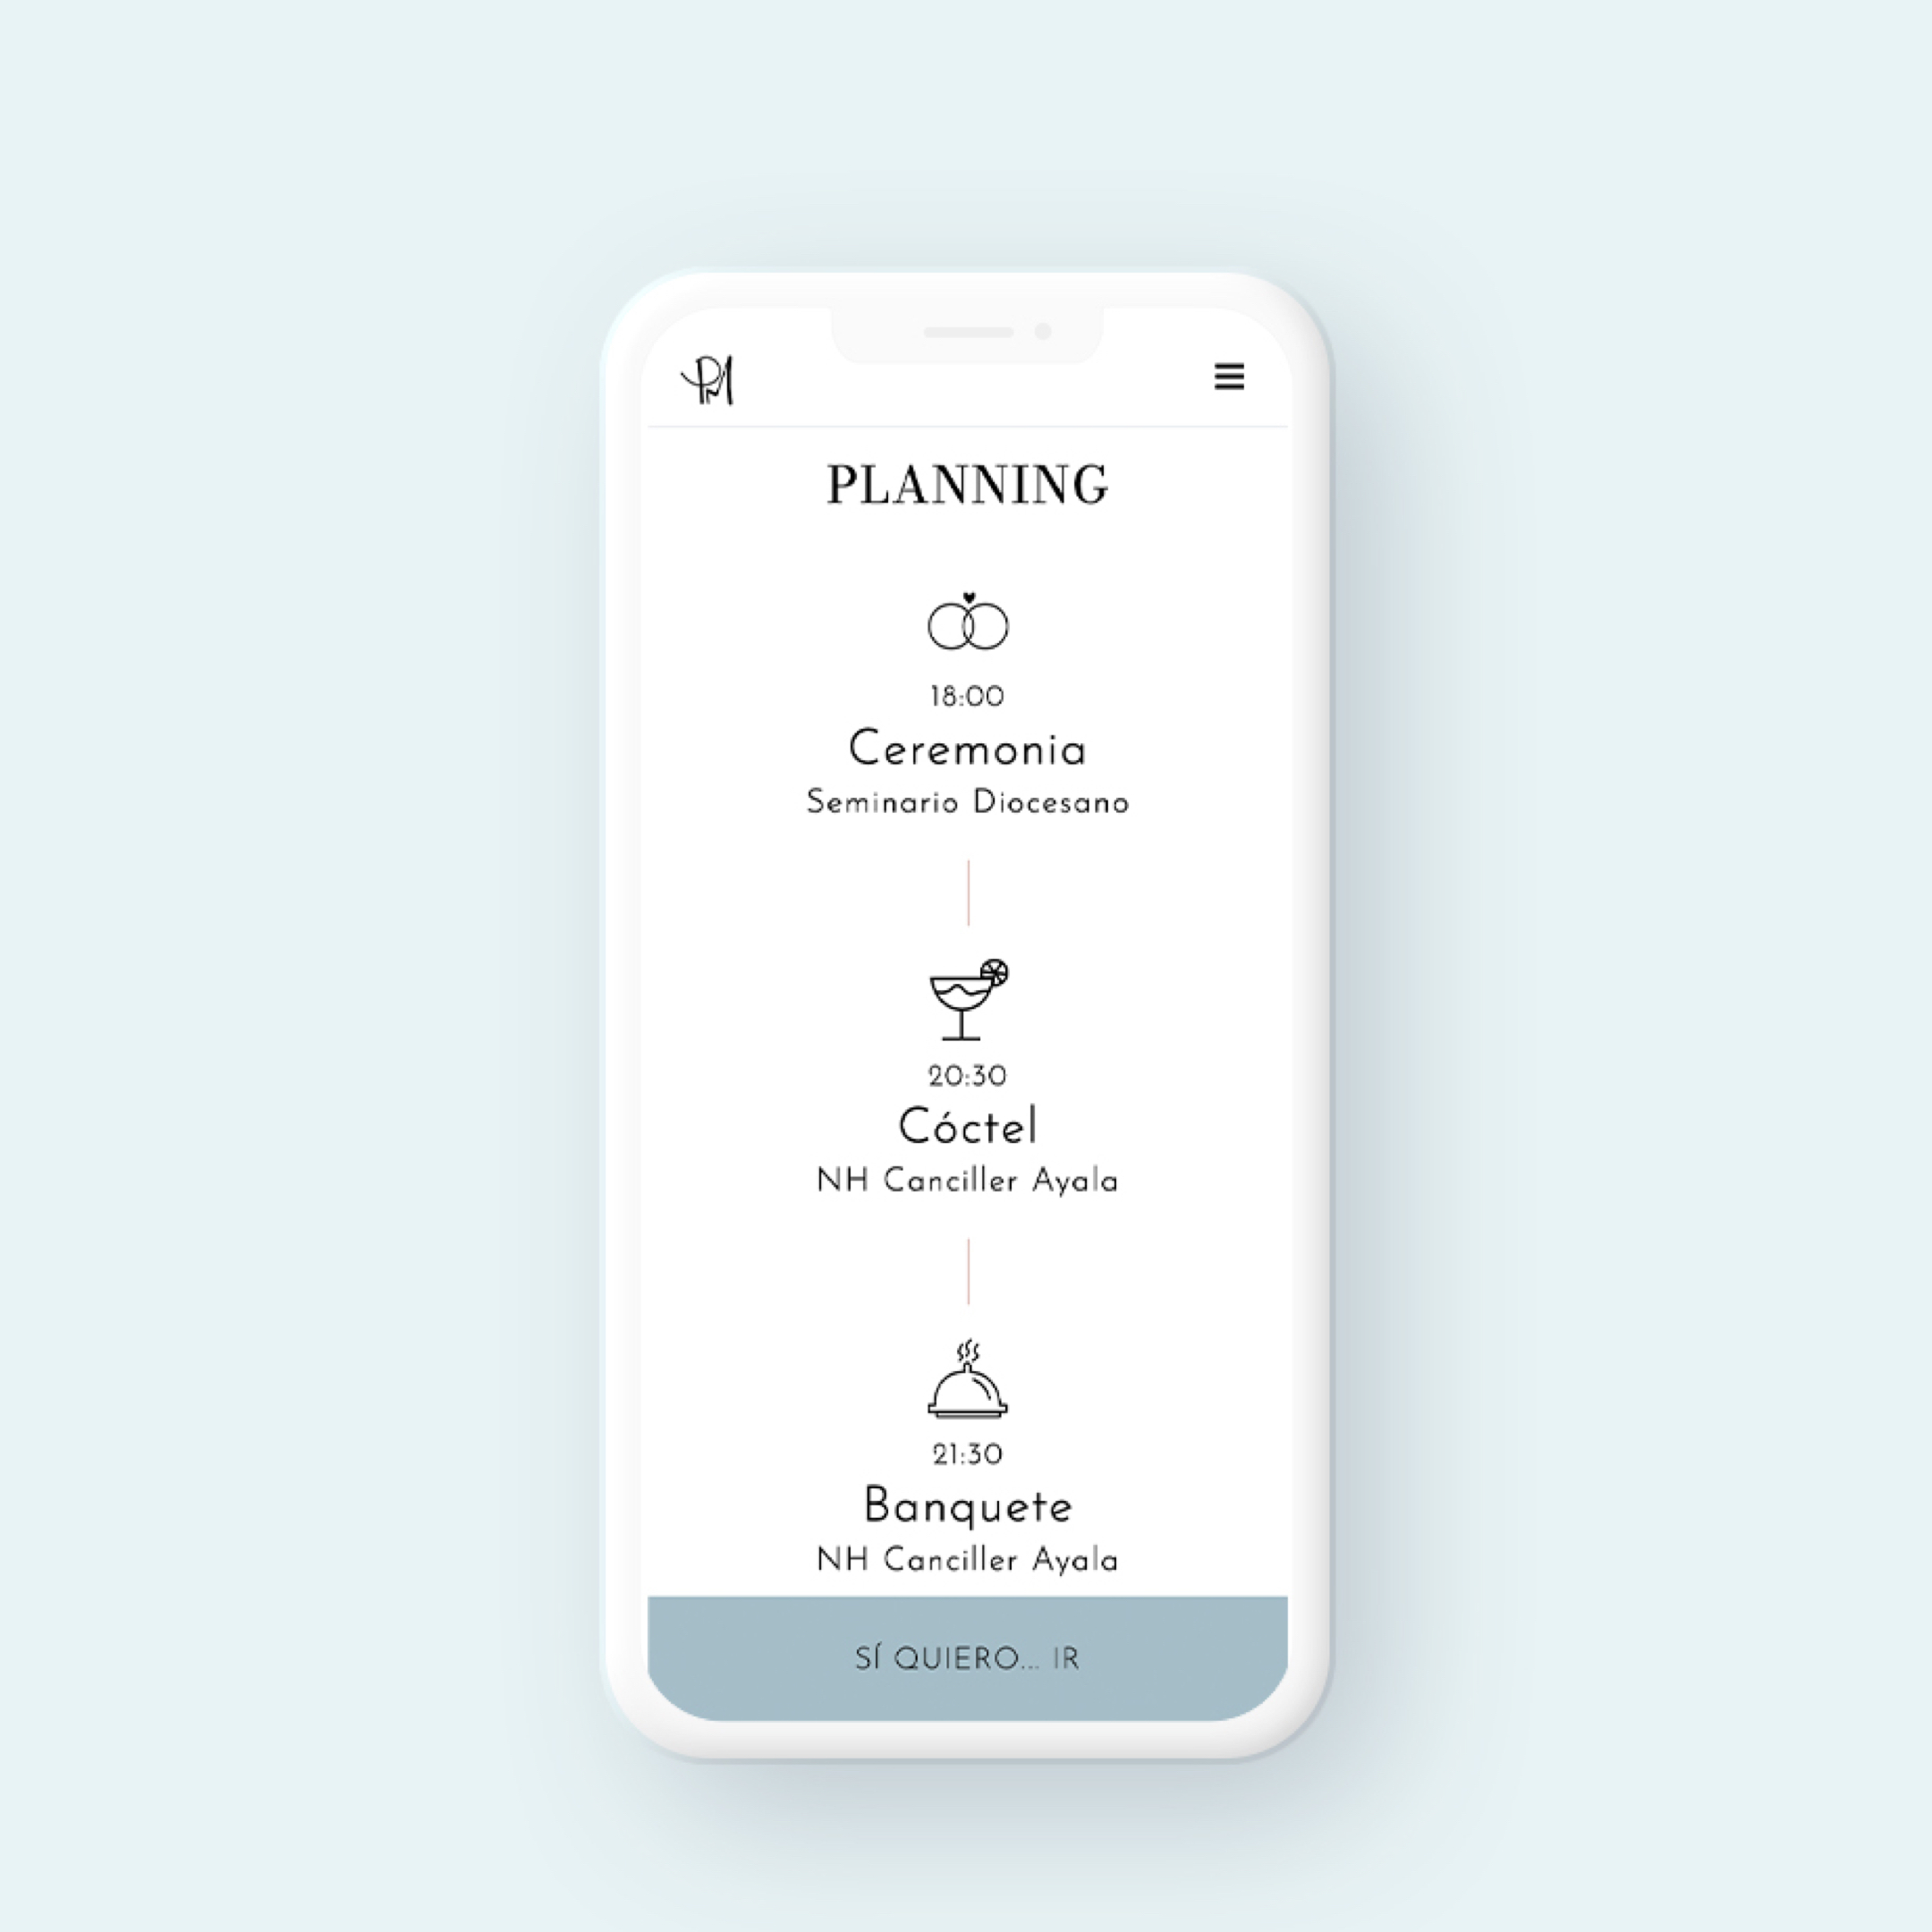 PLANNING
18:00
Ceremonia
Seminario Diocesano
20:30
Cóctel
NH Canciller Ayala
21:30
Banquete
NH Canciller Ayala
SÍ QUIERO... IR